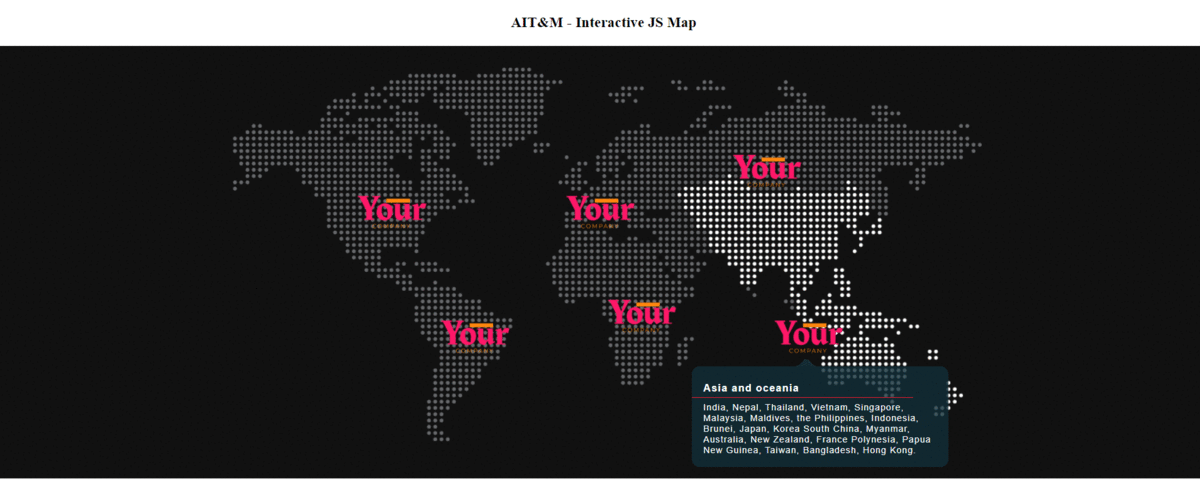 AIT&M - Interactive JS Map
Your
COMPANY
Your
COMPANY
Your
COMPANY
Your
COMPANY
Your
COMPANY
Your
COMPANY
Asia and oceania
India, Nepal, Thailand, Vietnam, Singapore,
Malaysia, Maldives, the Philippines, Indonesia,
Brunei, Japan, Korea South China, Myanmar,
Australia, New Zealand, France Polynesia, Papua
New Guinea, Taiwan, Bangladesh, Hong Kong.